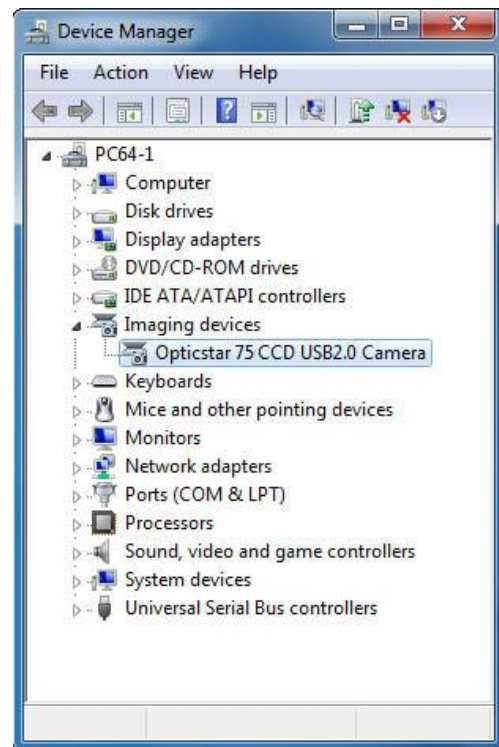 Device Manager
File Action View Help
PC64-1
Computer
Disk drives
Display adapters
DVD/CD-ROM drives
IDE ATA/ATAPI controllers
Imaging devices
Opticstar 75 CCD USB2.0 Camera
Keyboards
Mice and other pointing devices
Monitors
Network adapters
Ports (COM & LPT)
Processors
Sound, video and game controllers
System devices
Universal Serial Bus controllers